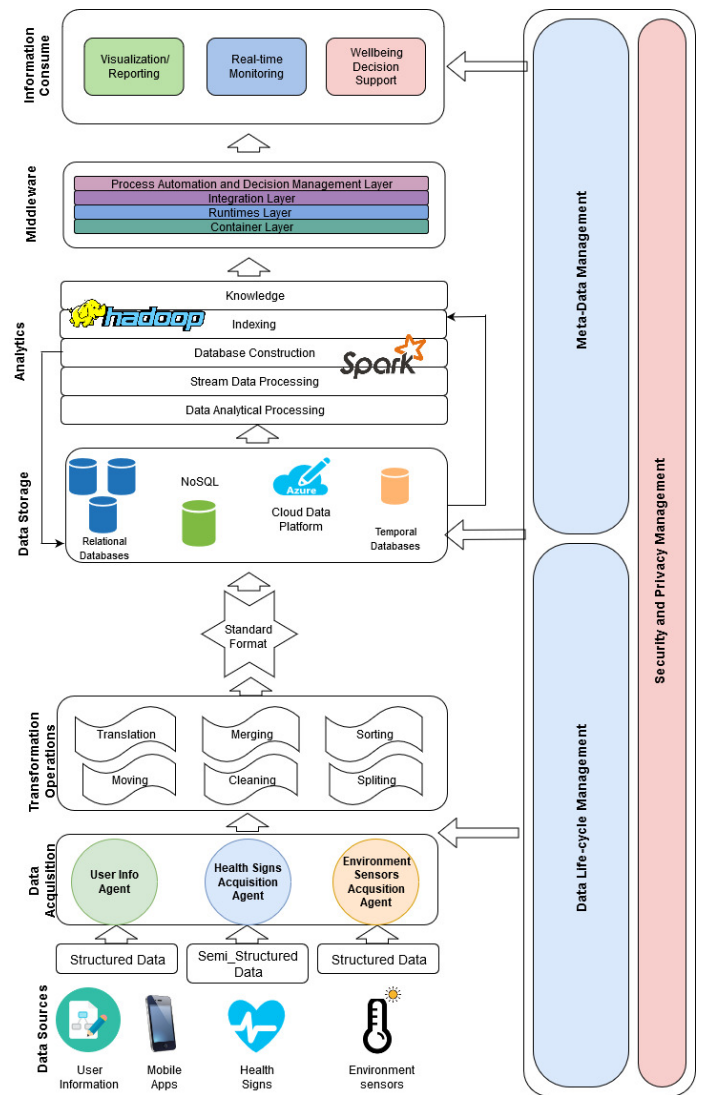 Information
Consume
Visualization/
Reporting
Real-time
Monitoring
Wellbeing
Decision
Support
Middleware
Process Automation and Decision Management Layer
Integration Layer
Runtimes Layer
Container Layer
Analytics
Knowledge
hadoop
Indexing
Database Construction
Spark
Stream Data Processing
Data Analytical Processing
Data Storage
Relational
Databases
NoSQL
Azure
Cloud Data
Platform
Temporal
Databases
Standard
Format
Transformation
Operations
Translation
Merging
Sorting
Moving
Cleaning
Spliting
Data
Acquisition
User Info
Agent
Health Signs
Acquisition
Agent
Environment
Sensors
Acqusition
Agent
Structured Data
Semi_Structured
Data
Structured Data
Data Sources
User
Information
Mobile
Apps
Health
Signs
Environment
sensors
Meta-Data Management
Data Life-cycle Management
Security and Privacy Management